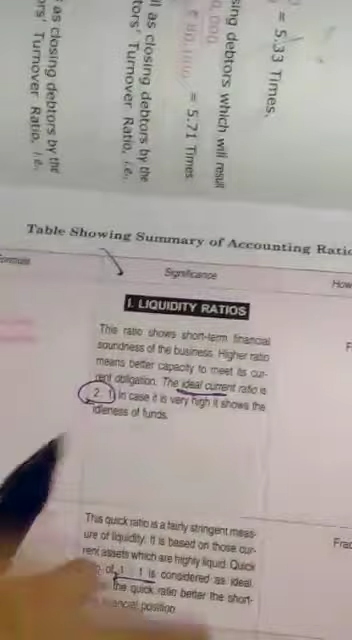 = 5.33 Times.
sing debtors which will result
= 5.71 Times
ll as closing debtors by the
tors' Turnover Ratio, i.e.,
as closing debtors by the
ors' Turnover Ratio, i.e.,
Table Showing Summary of Accounting
Significance
How
I. LIQUIDITY RATIOS
This ratio shows short-term financial
soundness of the business. Higher ratio
means better capacity to meet its cur-
rent obligation. The ideal current ratio is
2 : 1. In case it is very high it shows the
idleness of funds.
This quick ratio is a fairly stringent meas-
ure of liquidity. It is based on those cur-
rent assets which are highly liquid. Quick
of 1 : 1 is considered as ideal.
the quick ratio better the short-
financial position.